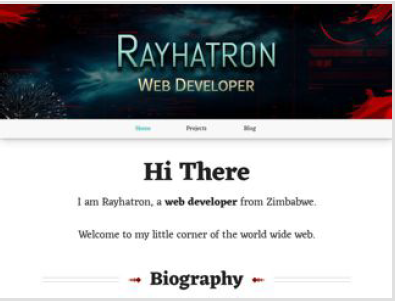 RAYHATRON
WEB DEVELOPER
Home Projects Blog
Hi There
I am Rayhatron, a web developer from Zimbabwe.
Welcome to my little corner of the world wide web.
Biography